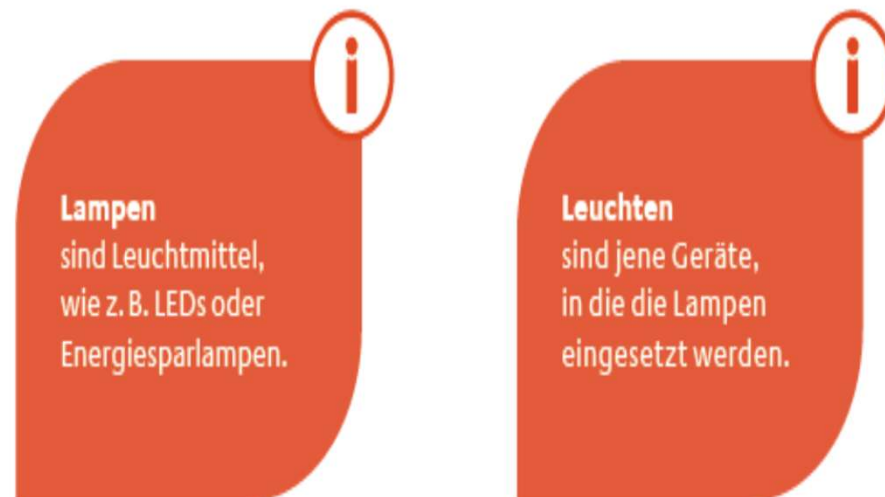 i
Lampen
sind Leuchtmittel,
wie z. B. LEDs oder
Energiesparlampen.
i
Leuchten
sind jene Geräte,
in die die Lampen
eingesetzt werden.